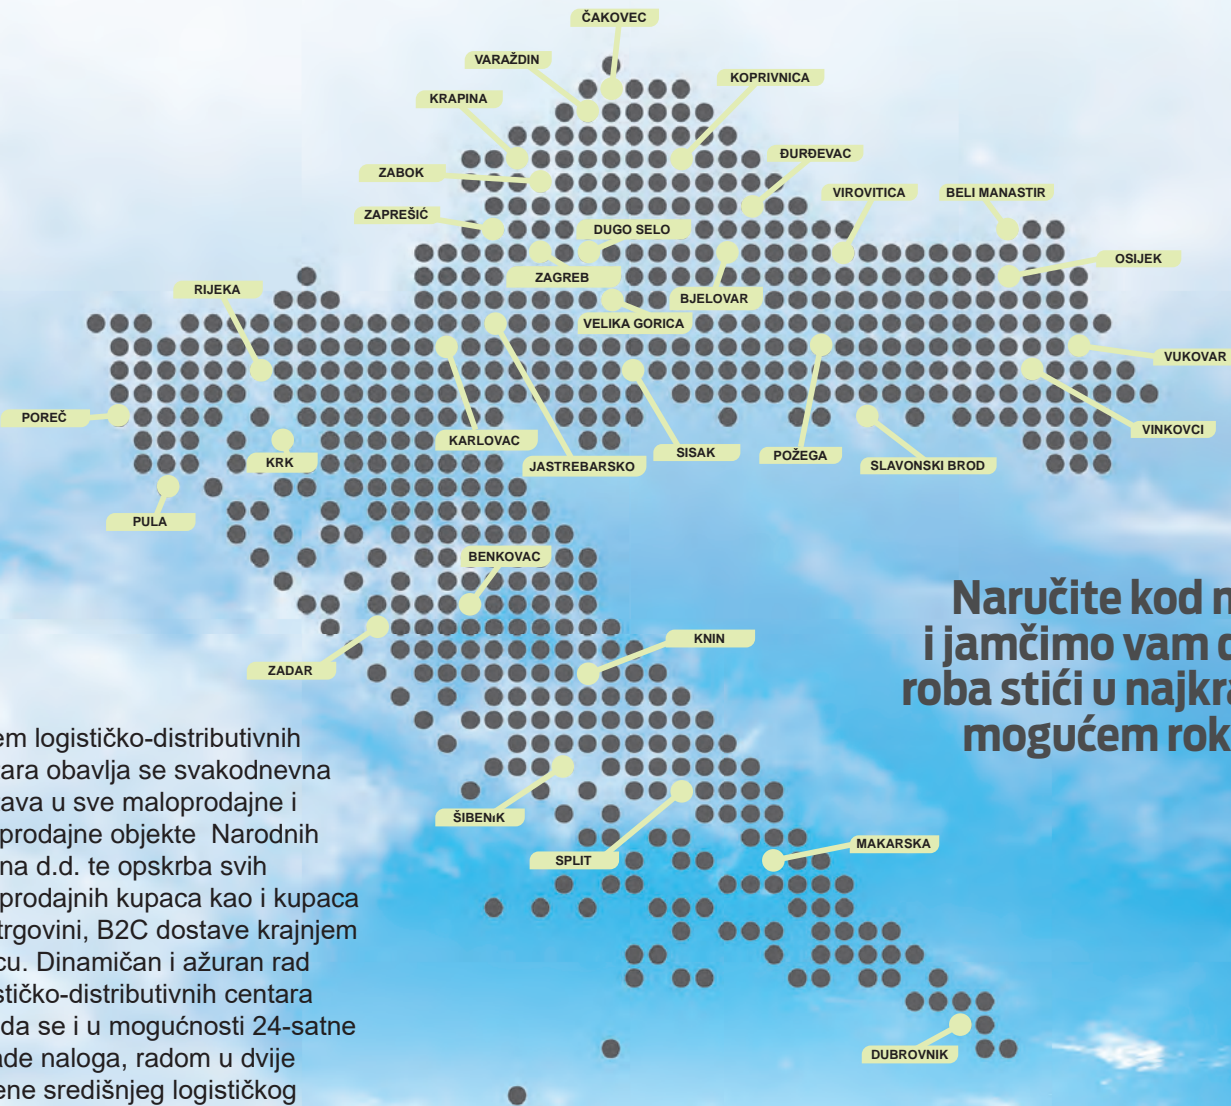 ČAKOVEC
VARAŽDIN
KOPRIVNICA
KRAPINA
ĐURĐEVAC
ZABOK
VIROVITICA
BELI MANASTIR
ZAPREŠIĆ
DUGO SELO
OSIJEK
ZAGREB
RIJEKA
BJELOVAR
VELIKA GORICA
VUKOVAR
POREČ
VINKOVCI
KARLOVAC
SISAK
POŽEGA
KRK
JASTREBARSKO
SLAVONSKI BROD
PULA
BENKOVAC
KNIN
ZADAR
ŠIBENIK
MAKARSKA
SPLIT
DUBROVNIK
Naručite kod n
i jamčimo vam d
roba stići u najkra
mogućem rok
em logističko-distributivnih
tara obavlja se svakodnevna
tava u sve maloprodajne i
prodajne objekte Narodnih
na d.d. te opskrba svih
prodajnih kupaca kao i kupaca
trgovini, B2C dostave krajnjem
cu. Dinamičan i ažuran rad
stičko-distributivnih centara
da se i u mogućnosti 24-satne
ade naloga, radom u dvije
ene središnjeg logističkog